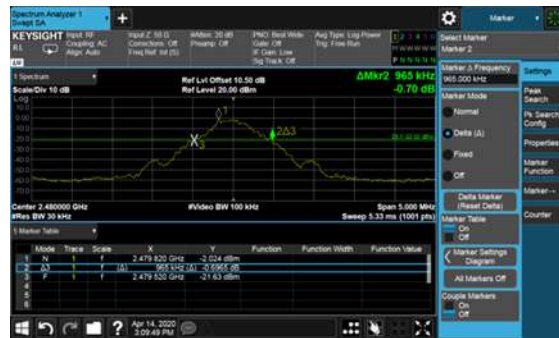 Spectrum Analyzer 1
Swept SA
+
Marker
KEYSIGHT
RL
Input: RF
Coupling: AC
Align: Auto
Input Z: 50 Ω
Corrections: Off
Freq Ref: Int (S)
#Atten: 20 dB
Preamp: Off
PNO: Best Wide
Gate: Off
IF Gain: Low
Sig Track: Off
Avg Type: Log-Power
Trig: Free Run
Select Marker
Marker 2
1 Spectrum
Scale/Div 10 dB
Log
Ref Lvl Offset 10.50 dB
Ref Level 20.00 dBm
ΔMkr2 965 kHz
-0.70 dB
1
X3
2Δ3
Center 2.480000 GHz
#Res BW 30 kHz
#Video BW 100 kHz
Span 5.000 MHz
Sweep 5.33 ms (1001 pts)
5 Marker Table
Mode Trace Scale X Y Function Function Width Function Value
1 N 1 f 2.479 820 GHz -2.024 dBm
2 Δ3 1 f (Δ) 965 kHz (Δ) -0.6965 dB
3 F 1 f 2.479 520 GHz -21.63 dBm
4
5
6
Marker Δ Frequency
965.000 kHz
Marker Mode
Normal
Delta (Δ)
Fixed
Off
Delta Marker
(Reset Delta)
Marker Table
On
Off
Marker Settings
Diagram
All Markers Off
Couple Markers
On
Off
Settings
Peak
Search
Pk Search
Config
Properties
Marker
Function
Marker→
Counter
?
Apr 14, 2020
3:09:49 PM